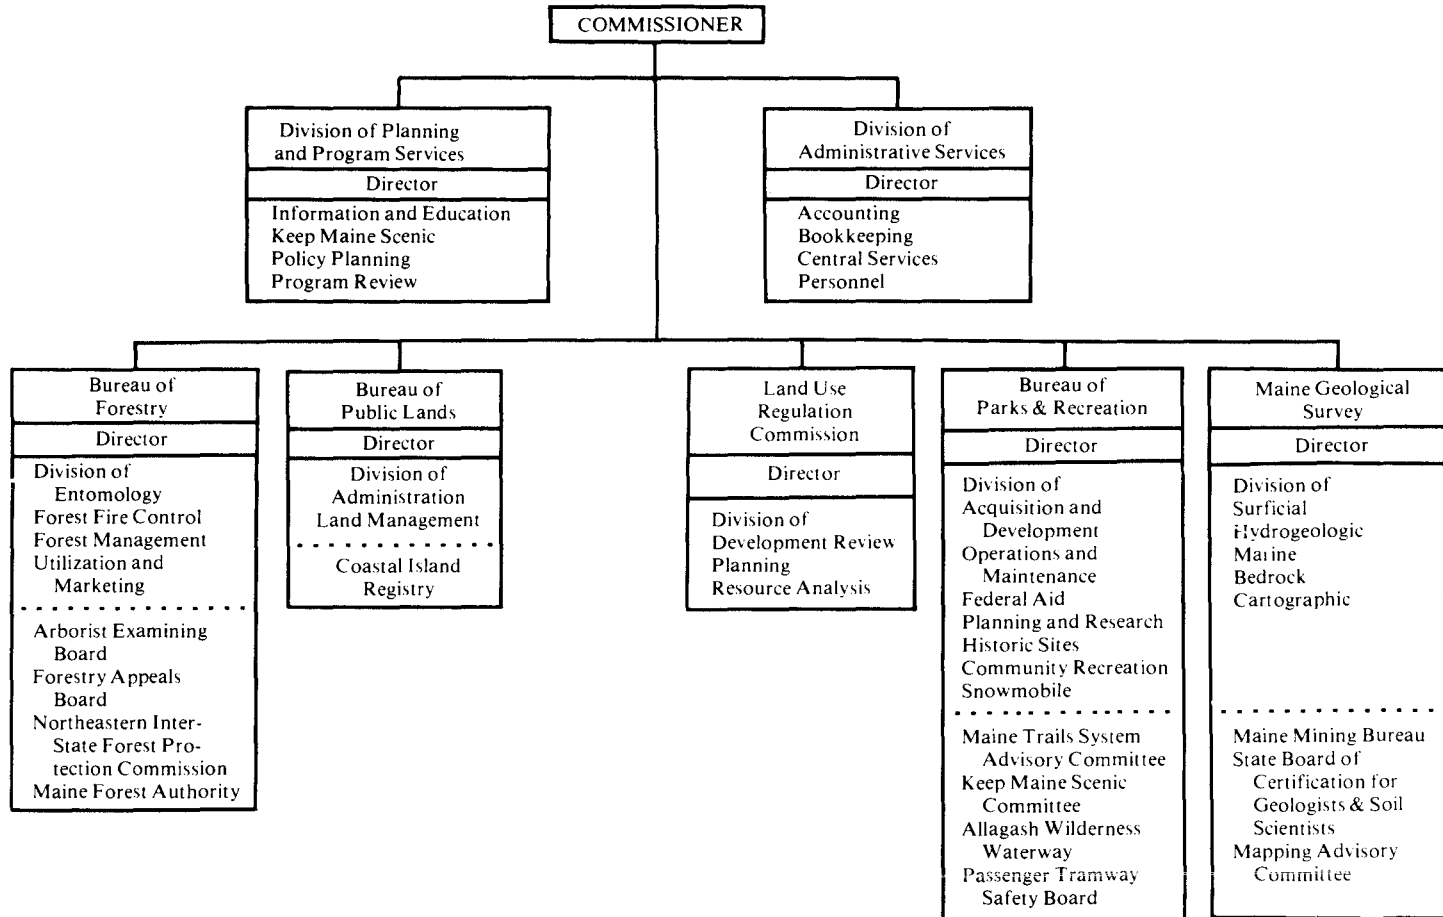 COMMISSIONER
Division of Planning
and Program Services
Director
Information and Education
Keep Maine Scenic
Policy Planning
Program Review
Division of
Administrative Services
Director
Accounting
Bookkeeping
Central Services
Personnel
Bureau of
Forestry
Director
Division of
Entomology
Forest Fire Control
Forest Management
Utilization and
Marketing
Arborist Examining
Board
Forestry Appeals
Board
Northeastern Inter-
State Forest Pro-
tection Commission
Maine Forest Authority
Bureau of
Public Lands
Director
Division of
Administration
Land Management
Coastal Island
Registry
Land Use
Regulation
Commission
Director
Division of
Development Review
Planning
Resource Analysis
Bureau of
Parks & Recreation
Director
Division of
Acquisition and
Development
Operations and
Maintenance
Federal Aid
Planning and Research
Historic Sites
Community Recreation
Snowmobile
Maine Trails System
Advisory Committee
Keep Maine Scenic
Committee
Allagash Wilderness
Waterway
Passenger Tramway
Safety Board
Maine Geological
Survey
Director
Division of
Surficial
Hydrogeologic
Marine
Bedrock
Cartographic
Maine Mining Bureau
State Board of
Certification for
Geologists & Soil
Scientists
Mapping Advisory
Committee